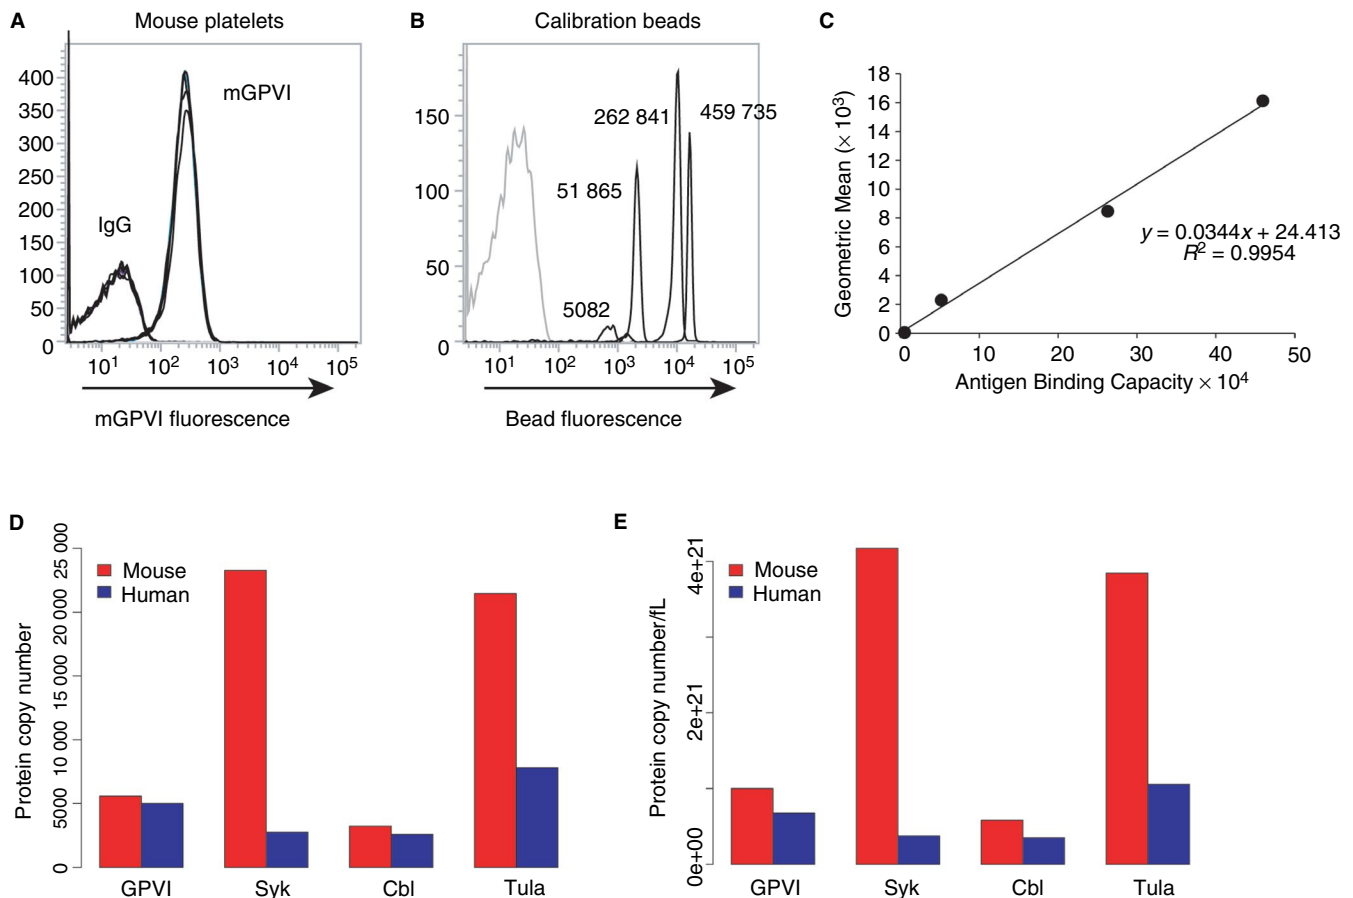 A Mouse platelets
400
350
300
250
200
150
100
50
0
mGPVI
IgG
10¹ 10² 10³ 10⁴ 10⁵
mGPVI fluorescence
B Calibration beads
150
100
50
0
262 841
459 735
51 865
5082
10¹ 10² 10³ 10⁴ 10⁵
Bead fluorescence
C
Geometric Mean (× 10³)
18
16
14
12
10
8
6
4
2
0
y = 0.0344x + 24.413
R² = 0.9954
0 10 20 30 40 50
Antigen Binding Capacity × 10⁴
D
Protein copy number
25 000
20 000
15 000
10 000
5000
0
Mouse
Human
GPVI Syk Cbl Tula
E
Protein copy number/fL
4e+21
2e+21
0e+00
Mouse
Human
GPVI Syk Cbl Tula